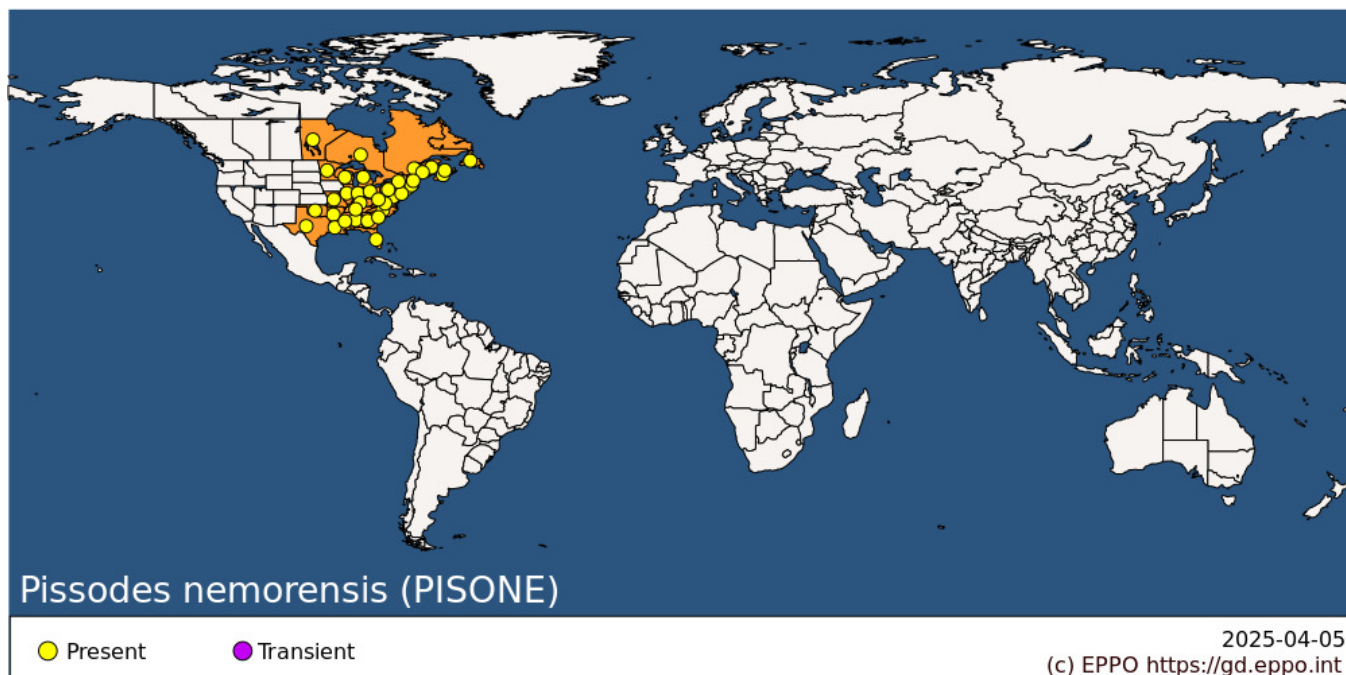 Pissodes nemorensis (PISONE)
Present
Transient
2025-04-05
(c) EPPO https://gd.eppo.int